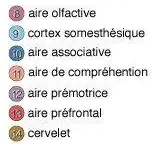 8 aire olfactive
9 cortex somesthésique
10 aire associative
11 aire de compréhention
12 aire prémotrice
13 aire préfrontal
14 cervelet